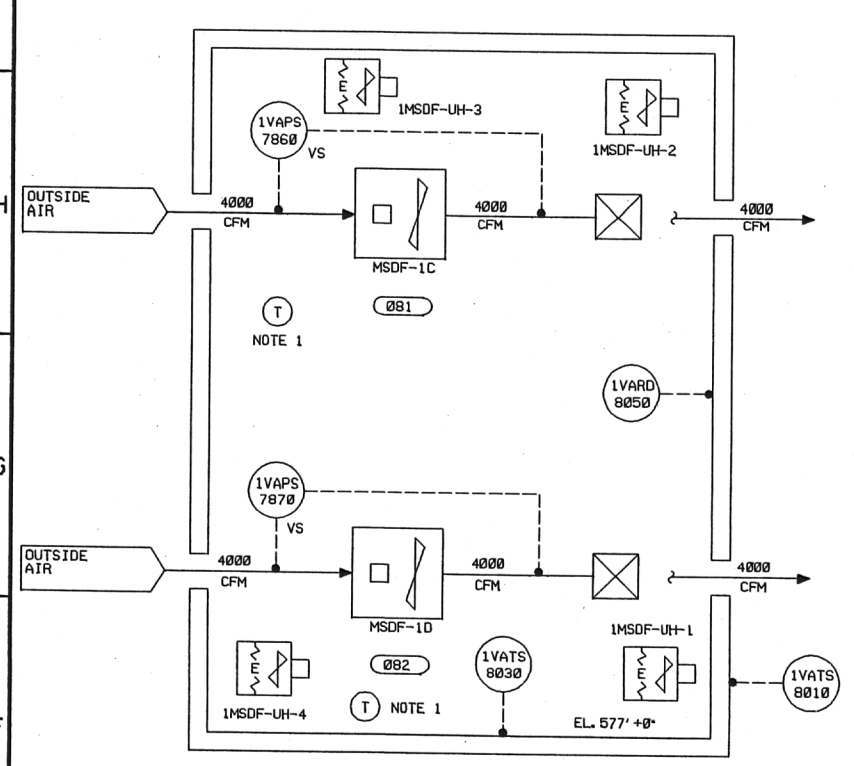 1MSDF-UH-3
E
1MSDF-UH-2
E
1VAPS
7860
VS
OUTSIDE
AIR
4000
CFM
4000
CFM
4000
CFM
MSDF-1C
Ø81
T
NOTE 1
1VARD
8050
1VAPS
7870
VS
OUTSIDE
AIR
4000
CFM
4000
CFM
4000
CFM
MSDF-1D
Ø82
T NOTE 1
E
1MSDF-UH-4
1VATS
8030
1MSDF-UH-1
E
1VATS
8010
EL. 577' +0"
H